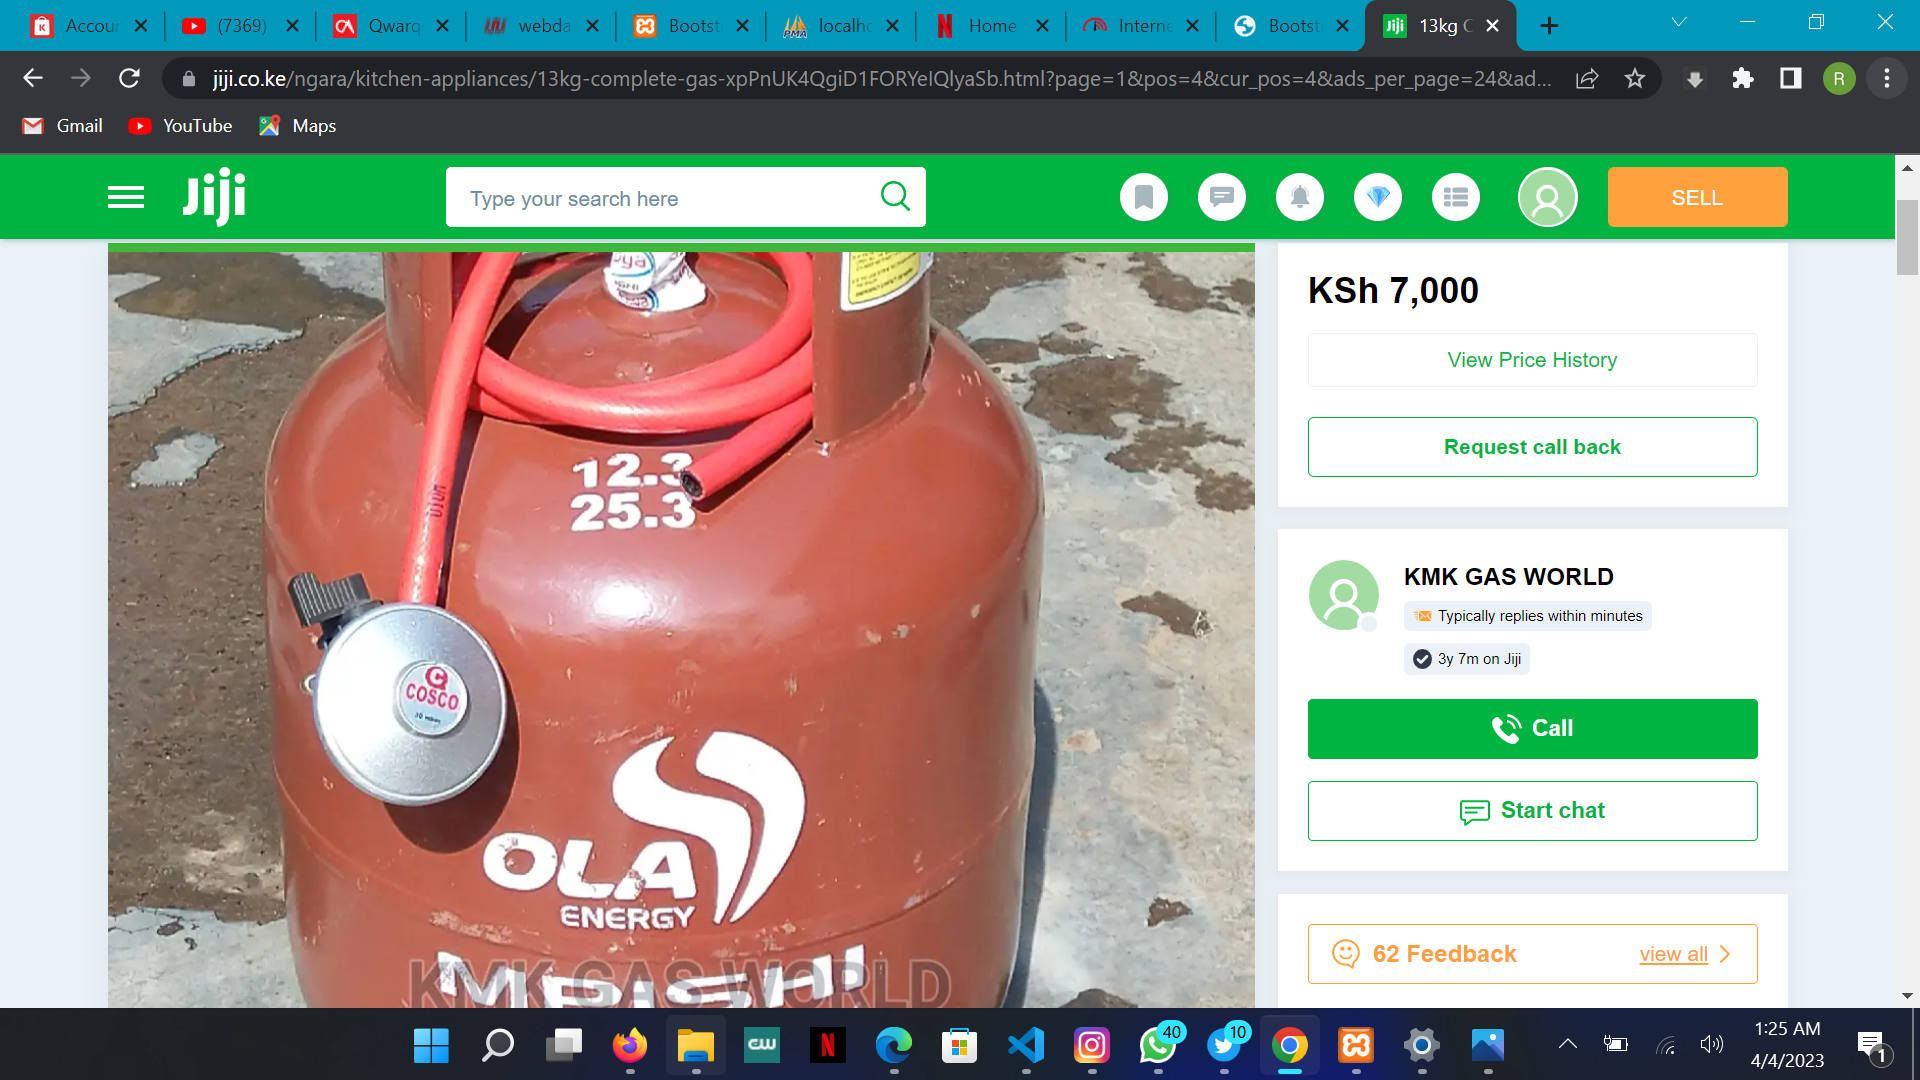 Accour
(7369)
Qwarq
webda
Bootst
localho
Home
Interne
Bootst
13kg C
jiji.co.ke/ngara/kitchen-appliances/13kg-complete-gas-xpPnUK4QgiD1FORYeIQlyaSb.html?page=1&pos=4&cur_pos=4&ads_per_page=24&ad...
R
Gmail
YouTube
Maps
Jiji
Type your search here
SELL
KSh 7,000
View Price History
Request call back
12.3
25.3
KMK GAS WORLD
Typically replies within minutes
3y 7m on Jiji
COSCO
Call
OLA
ENERGY
Start chat
62 Feedback
view all
KMK GAS WORLD
40
10
1:25 AM
4/4/2023
1